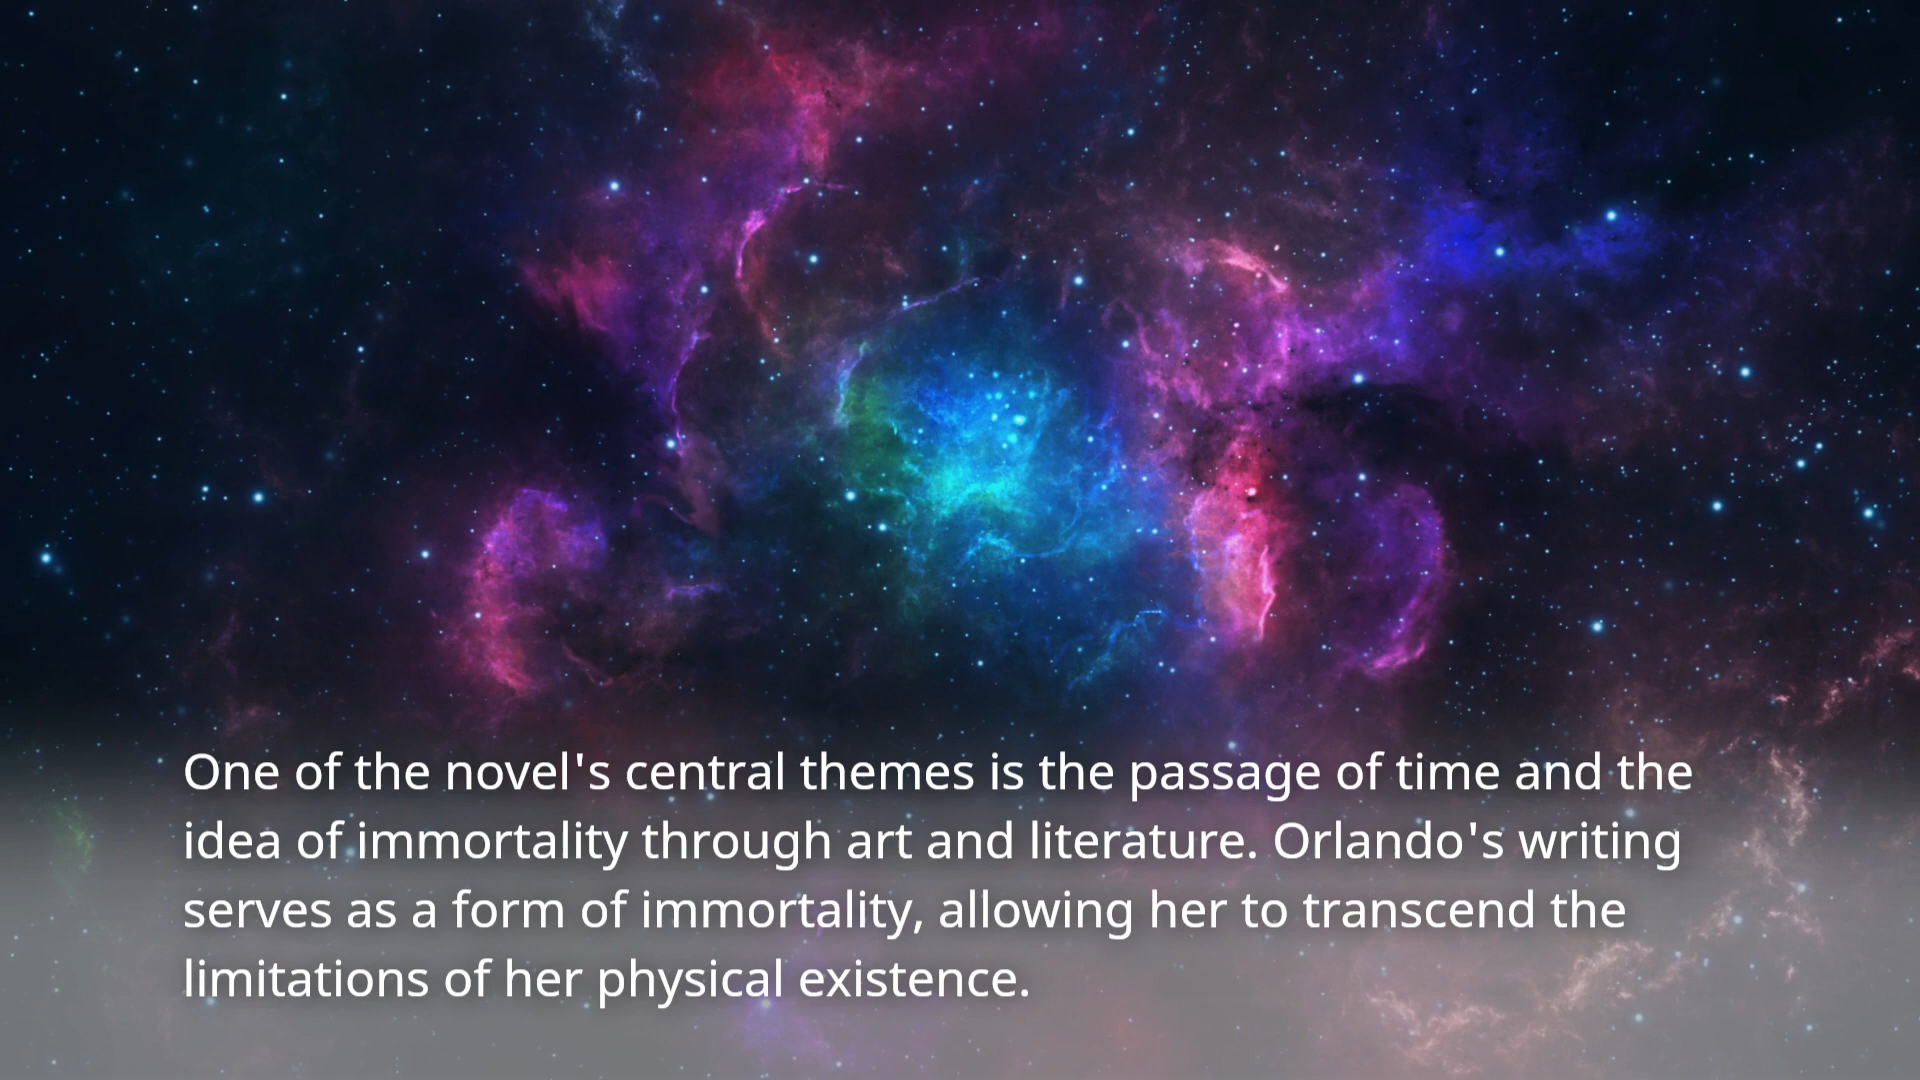 One of the novel's central themes is the passage of time and the
idea of immortality through art and literature. Orlando's writing
serves as a form of immortality, allowing her to transcend the
limitations of her physical existence.